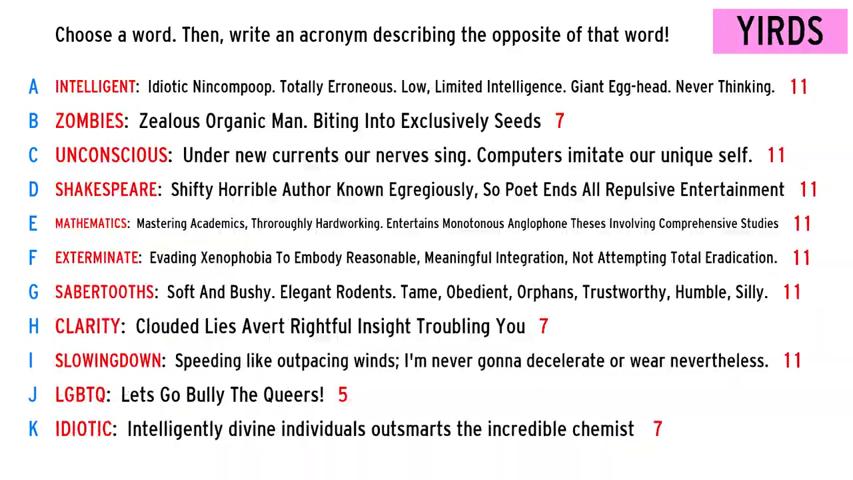 Choose a word. Then, write an acronym describing the opposite of that word!
YIRDS
A INTELLIGENT: Idiotic Nincompoop. Totally Erroneous. Low, Limited Intelligence. Giant Egg-head. Never Thinking. 11
B ZOMBIES: Zealous Organic Man. Biting Into Exclusively Seeds 7
C UNCONSCIOUS: Under new currents our nerves sing. Computers imitate our unique self. 11
D SHAKESPEARE: Shifty Horrible Author Known Egregiously, So Poet Ends All Repulsive Entertainment 11
E MATHEMATICS: Mastering Academics, Throroughly Hardworking. Entertains Monotonous Anglophone Theses Involving Comprehensive Studies 11
F EXTERMINATE: Evading Xenophobia To Embody Reasonable, Meaningful Integration, Not Attempting Total Eradication. 11
G SABERTOOTHS: Soft And Bushy. Elegant Rodents. Tame, Obedient, Orphans, Trustworthy, Humble, Silly. 11
H CLARITY: Clouded Lies Avert Rightful Insight Troubling You 7
I SLOWINGDOWN: Speeding like outpacing winds; I'm never gonna decelerate or wear nevertheless. 11
J LGBTQ: Lets Go Bully The Queers! 5
K IDIOTIC: Intelligently divine individuals outsmarts the incredible chemist 7